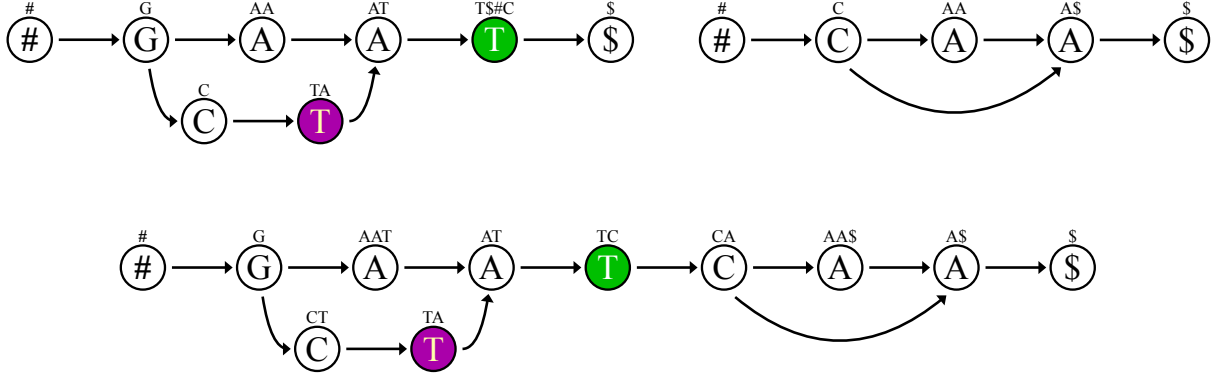 # G AA AT T$#C $ # C AA A$ $
# G A A T $ # C A A $
C TA
C T
# G AAT AT TC CA AA$ A$ $
# G A A T C A A $
CT TA
C T